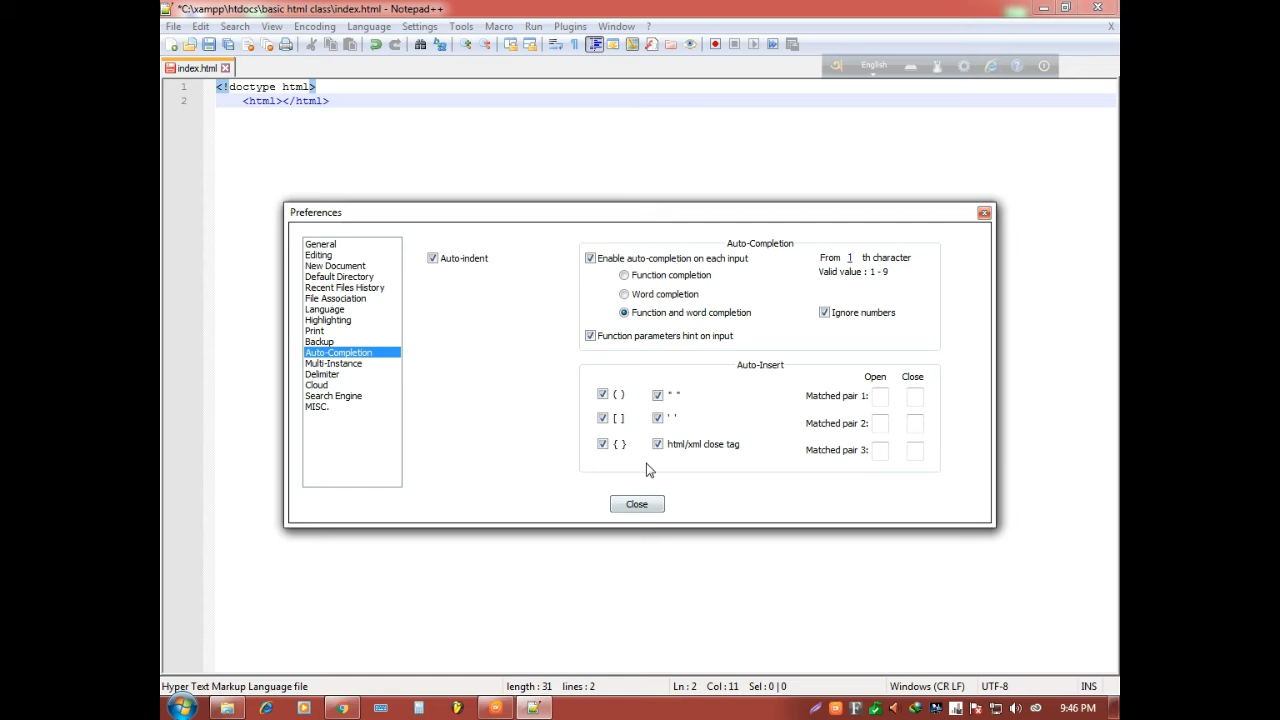 *C:\xampp\htdocs\basic html class\index.html - Notepad++
File Edit Search View Encoding Language Settings Tools Macro Run Plugins Window ? X
index.html
English
1 <!doctype html>
2 <html></html>
Preferences
General
Editing
New Document
Default Directory
Recent Files History
File Association
Language
Highlighting
Print
Backup
Auto-Completion
Multi-Instance
Delimiter
Cloud
Search Engine
MISC.
Auto-indent
Auto-Completion
Enable auto-completion on each input
Function completion
Word completion
Function and word completion
Function parameters hint on input
From 1 th character
Valid value : 1 - 9
Ignore numbers
Auto-Insert
( ) " "
[ ] ' '
{ } html/xml close tag
Open Close
Matched pair 1:
Matched pair 2:
Matched pair 3:
Close
Hyper Text Markup Language file length : 31 lines : 2 Ln : 2 Col : 11 Sel : 0 | 0 Windows (CR LF) UTF-8 INS
9:46 PM